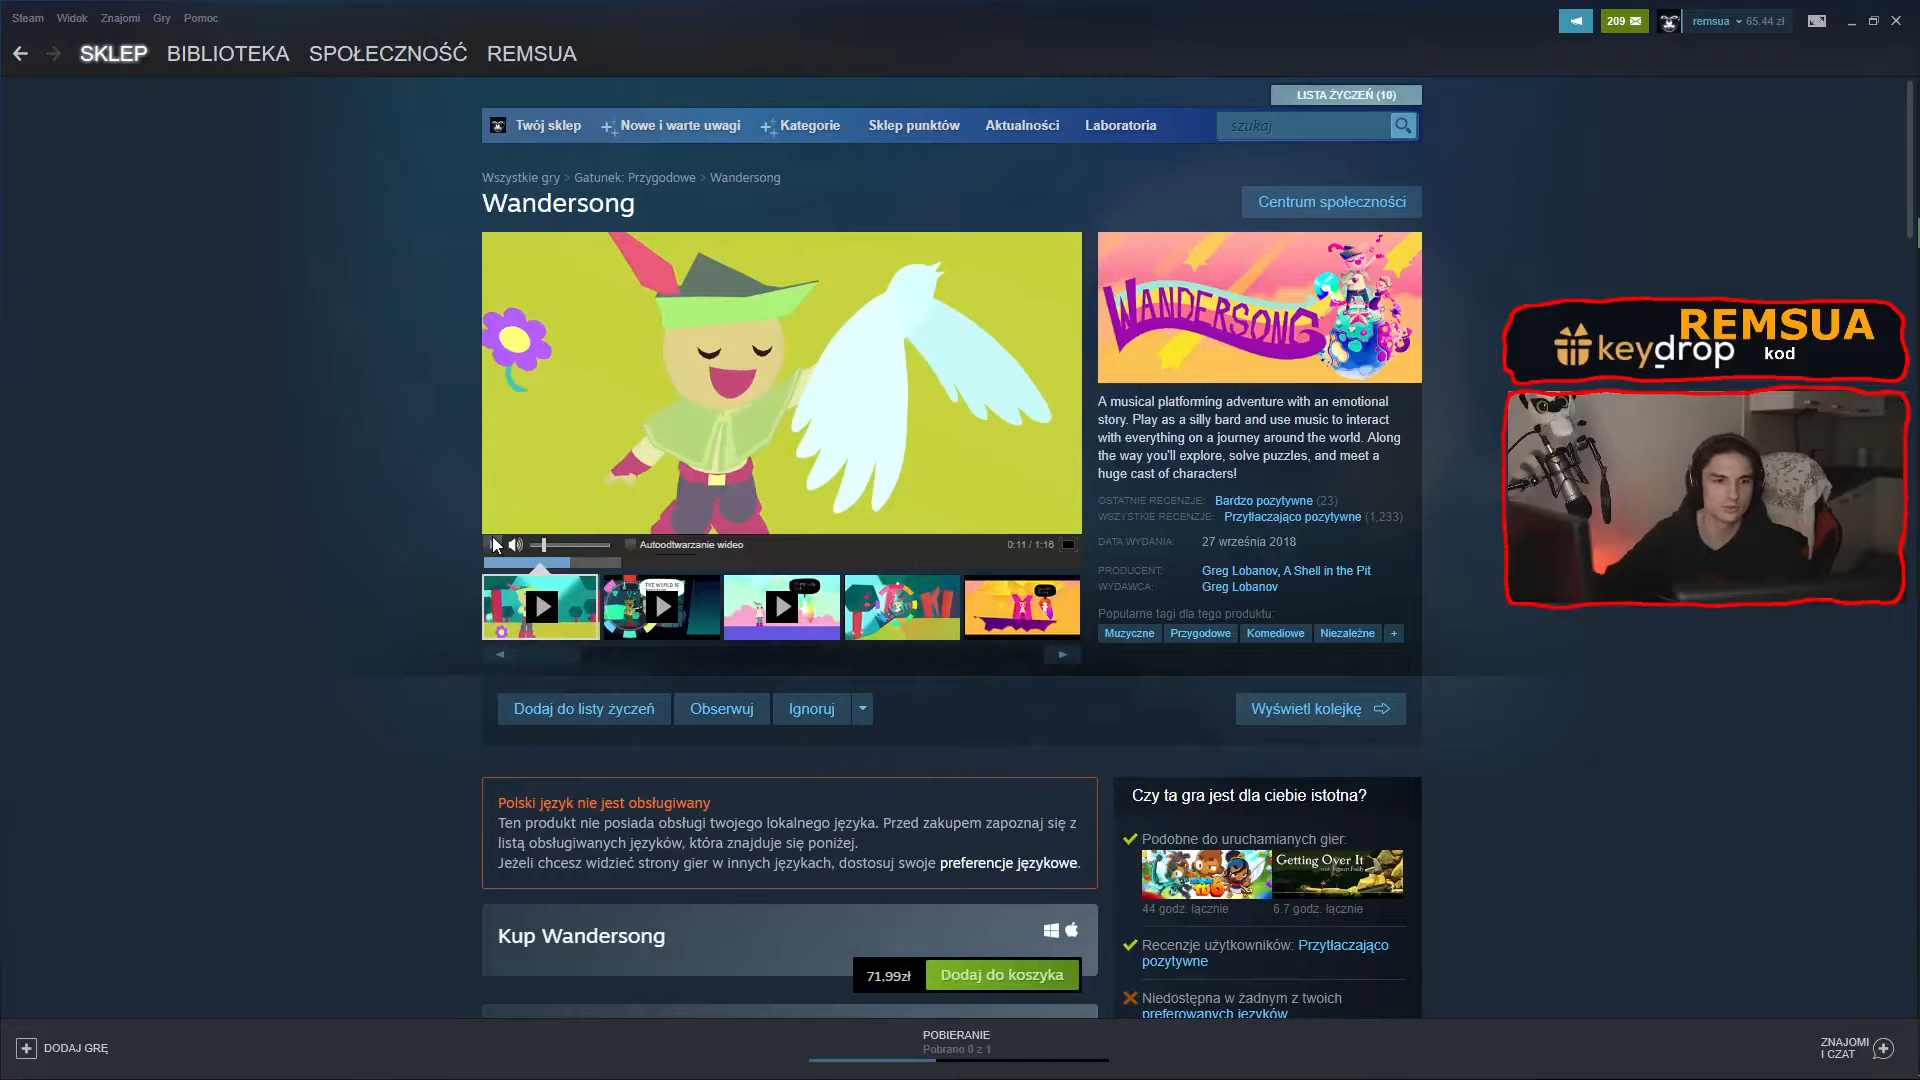 Steam Widok Znajomi Gry Pomoc
209
remsua 65.44 zł
SKLEP BIBLIOTEKA SPOŁECZNOŚĆ REMSUA
LISTA ŻYCZEŃ (10)
Twój sklep Nowe i warte uwagi Kategorie Sklep punktów Aktualności Laboratoria szukaj
Wszystkie gry > Gatunek: Przygodowe > Wandersong
Wandersong
Centrum społeczności
WANDERSONG
A musical platforming adventure with an emotional
story. Play as a silly bard and use music to interact
with everything on a journey around the world. Along
the way you'll explore, solve puzzles, and meet a
huge cast of characters!
OSTATNIE RECENZJE: Bardzo pozytywne (23)
WSZYSTKIE RECENZJE: Przytłaczająco pozytywne (1,233)
DATA WYDANIA: 27 września 2018
PRODUCENT: Greg Lobanov, A Shell in the Pit
WYDAWCA: Greg Lobanov
Popularne tagi dla tego produktu:
Muzyczne Przygodowe Komediowe Niezależne +
Autoodtwarzanie wideo
0:11 / 1:16
REMSUA
keydrop kod
Dodaj do listy życzeń Obserwuj Ignoruj Wyświetl kolejkę
Polski język nie jest obsługiwany
Ten produkt nie posiada obsługi twojego lokalnego języka. Przed zakupem zapoznaj się z
listą obsługiwanych języków, która znajduje się poniżej.
Jeżeli chcesz widzieć strony gier w innych językach, dostosuj swoje preferencje językowe.
Kup Wandersong
71,99zł Dodaj do koszyka
Czy ta gra jest dla ciebie istotna?
Podobne do uruchamianych gier:
Getting Over It
44 godz. łącznie 6.7 godz. łącznie
Recenzje użytkowników: Przytłaczająco
pozytywne
Niedostępna w żadnym z twoich
preferowanych języków
DODAJ GRĘ
POBIERANIE
Pobrano 0 z 1
ZNAJOMI
I CZAT